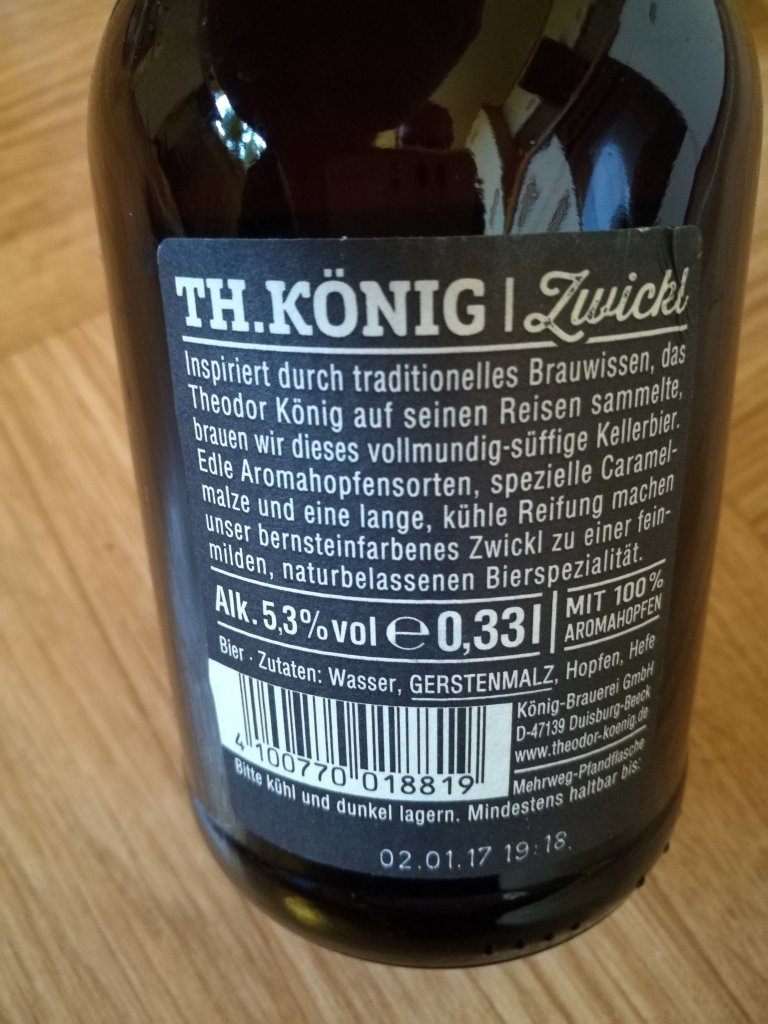 TH.KÖNIG | Zwickl
Inspiriert durch traditionelles Brauwissen, das
Theodor König auf seinen Reisen sammelte,
brauen wir dieses vollmundig-süffige Kellerbier.
Edle Aromahopfensorten, spezielle Caramel-
malze und eine lange, kühle Reifung machen
unser bernsteinfarbenes Zwickl zu einer fein-
milden, naturbelassenen Bierspezialität.
Alk. 5,3% vol ℮ 0,33l
MIT 100%
AROMAHOPFEN
Bier · Zutaten: Wasser, GERSTENMALZ, Hopfen, Hefe
König-Brauerei GmbH
D-47139 Duisburg-Beeck
www.theodor-koenig.de
Mehrweg-Pfandflasche
4 100770 018819
Bitte kühl und dunkel lagern. Mindestens haltbar bis:
02.01.17 19:18